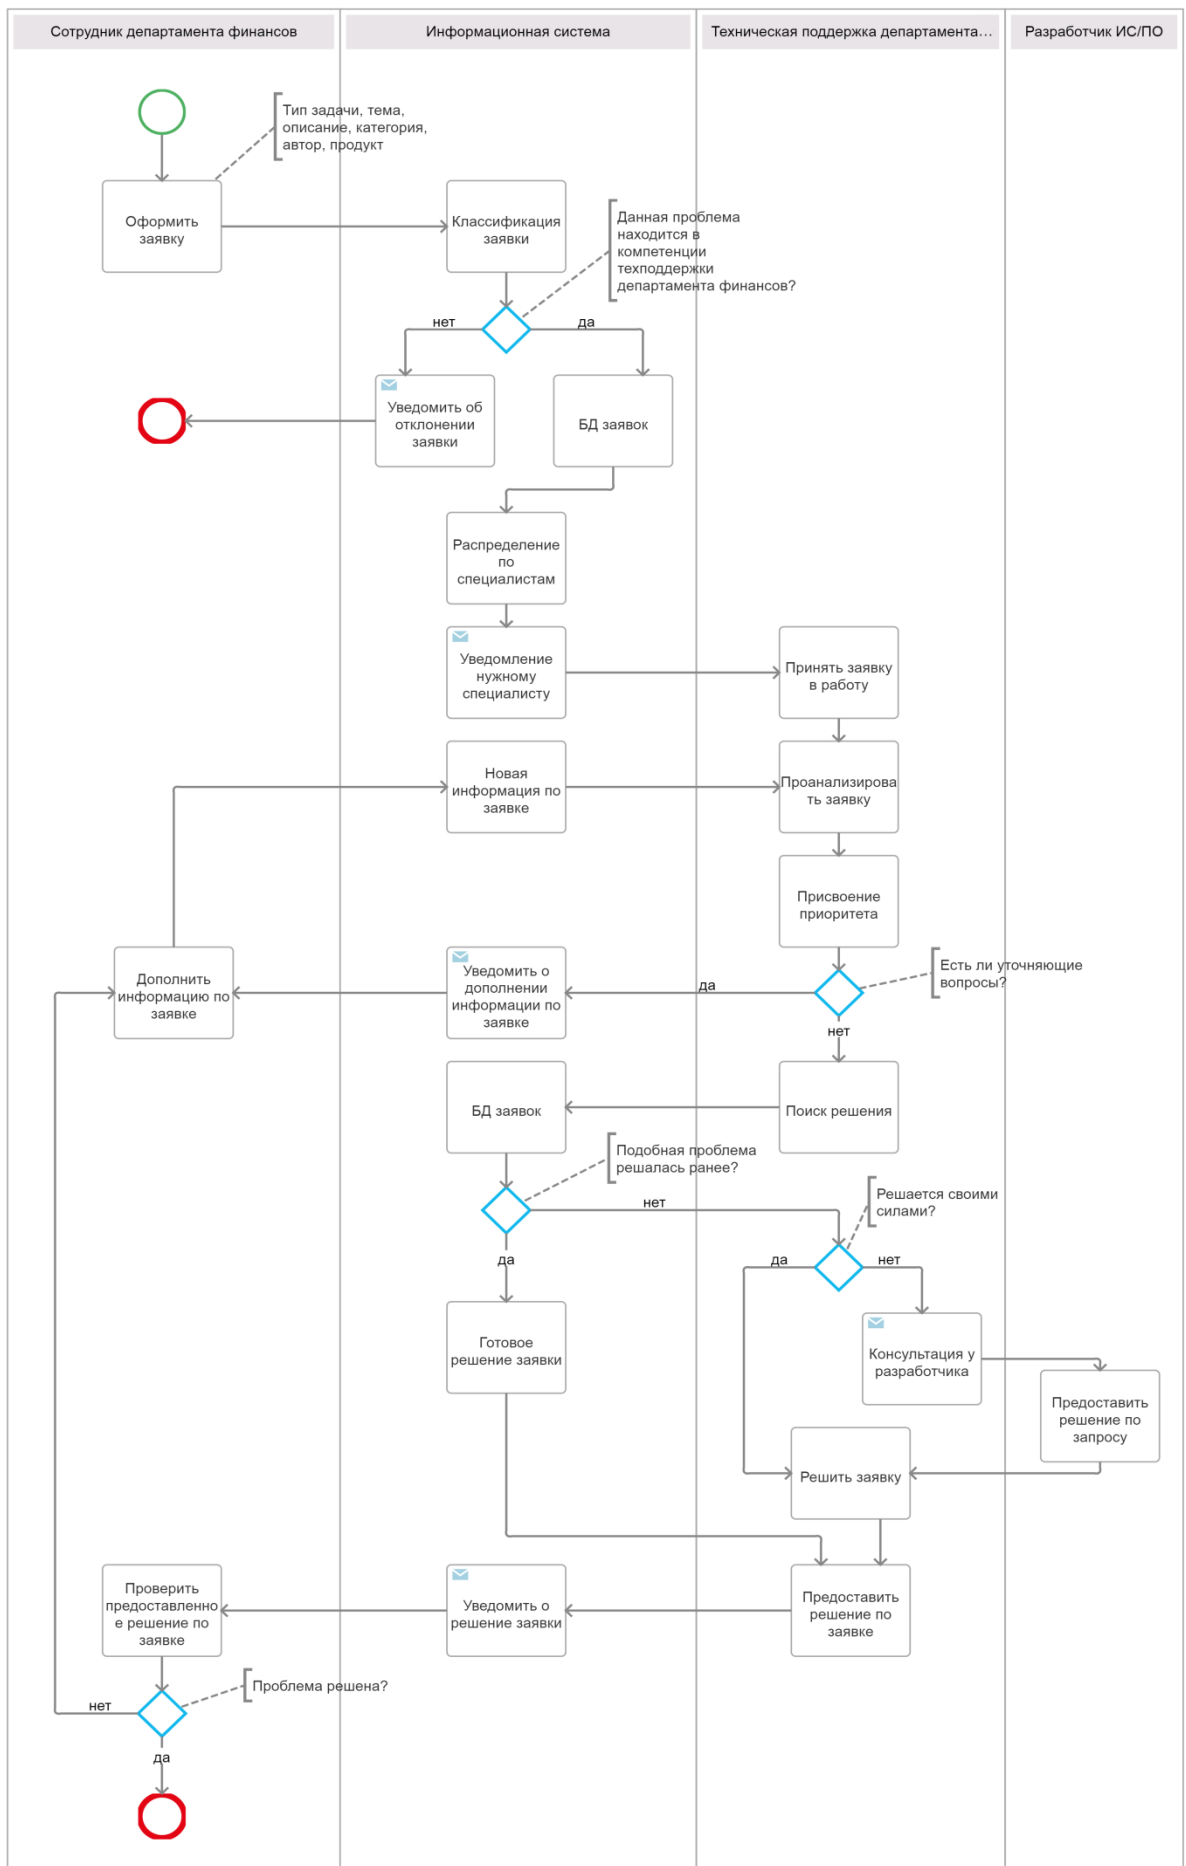 Сотрудник департамента финансов
Информационная система
Техническая поддержка департамента...
Разработчик ИС/ПО
Тип задачи, тема,
описание, категория,
автор, продукт
Оформить
заявку
Классификация
заявки
Данная проблема
находится в
компетенции
техподдержки
департамента финансов?
нет
да
Уведомить об
отклонении
заявки
БД заявок
Распределение
по
специалистам
Уведомление
нужному
специалисту
Принять заявку
в работу
Новая
информация по
заявке
Проанализирова
ть заявку
Присвоение
приоритета
Есть ли уточняющие
вопросы?
да
нет
Уведомить о
дополнении
информации по
заявке
Дополнить
информацию по
заявке
Поиск решения
БД заявок
Подобная проблема
решалась ранее?
нет
да
Решается своими
силами?
да
нет
Готовое
решение заявки
Консультация у
разработчика
Предоставить
решение по
запросу
Решить заявку
Предоставить
решение по
заявке
Уведомить о
решение заявки
Проверить
предоставленно
е решение по
заявке
Проблема решена?
нет
да